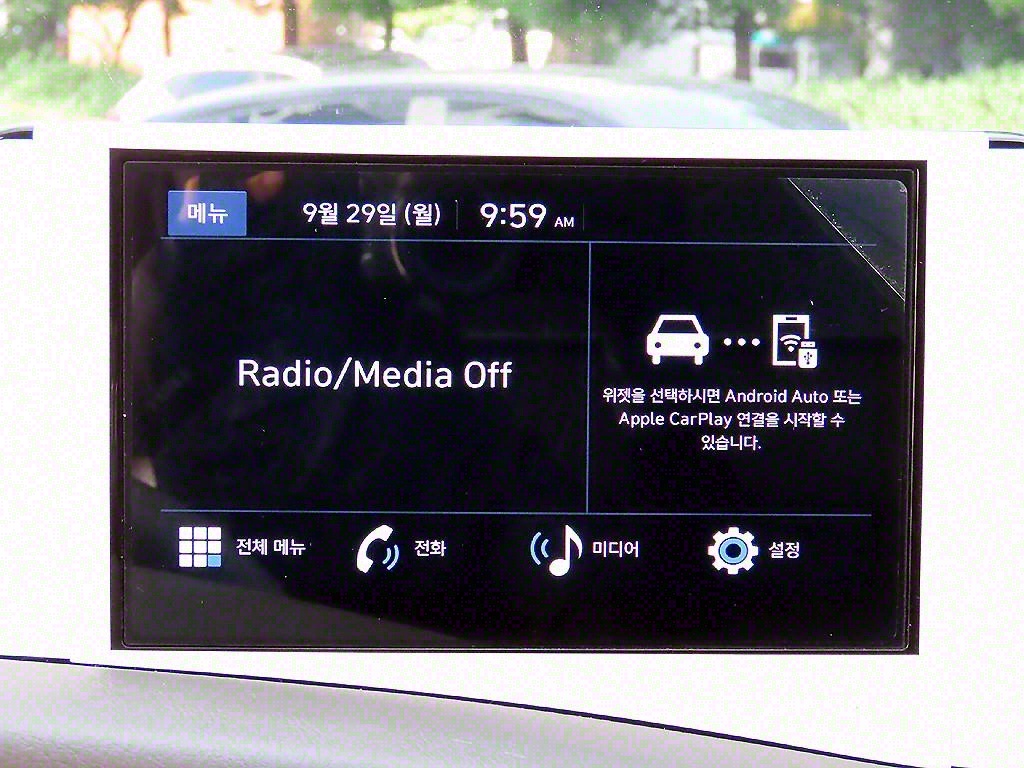 메뉴 9월 29일 (월) 9:59 AM
Radio/Media Off
위젯을 선택하시면 Android Auto 또는
Apple CarPlay 연결을 시작할 수
있습니다.
전체 메뉴 전화 미디어 설정